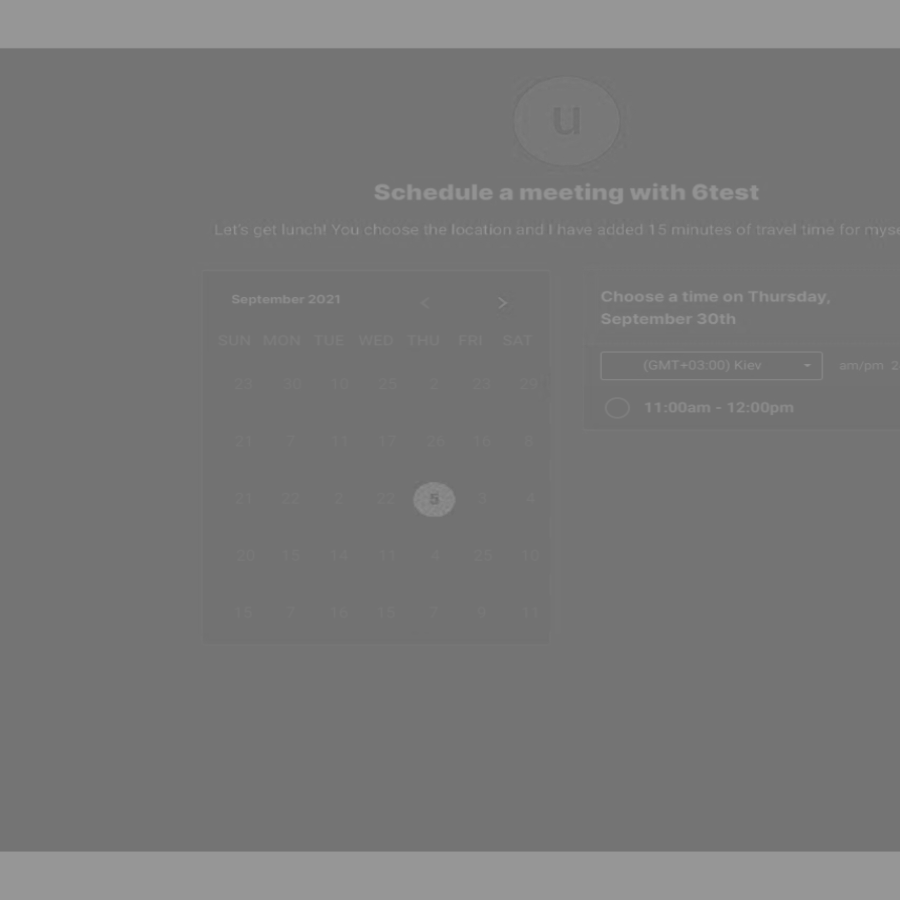 u
Schedule a meeting with 6test
Let's get lunch! You choose the location and I have added 15 minutes of travel time for myse
September 2021 < >
SUN MON TUE WED THU FRI SAT
23 30 10 25 2 23 29
21 7 11 17 26 16 6
21 22 2 22 5 3 4
20 15 14 13 4 25 10
15 7 16 15 7 9 11
Choose a time on Thursday,
September 30th
(GMT+03:00) Kiev am/pm 2
11:00am - 12:00pm